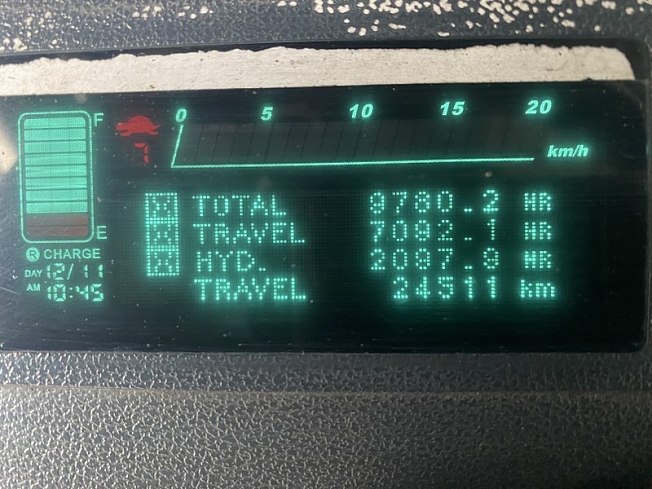 F
0 5 10 15 20
km/h
TOTAL 8780.2 HR
TRAVEL 7082.1 HR
HYD. 2097.9 HR
TRAVEL 24511 km
E
R CHARGE
DAY 12/11
AM 10:45